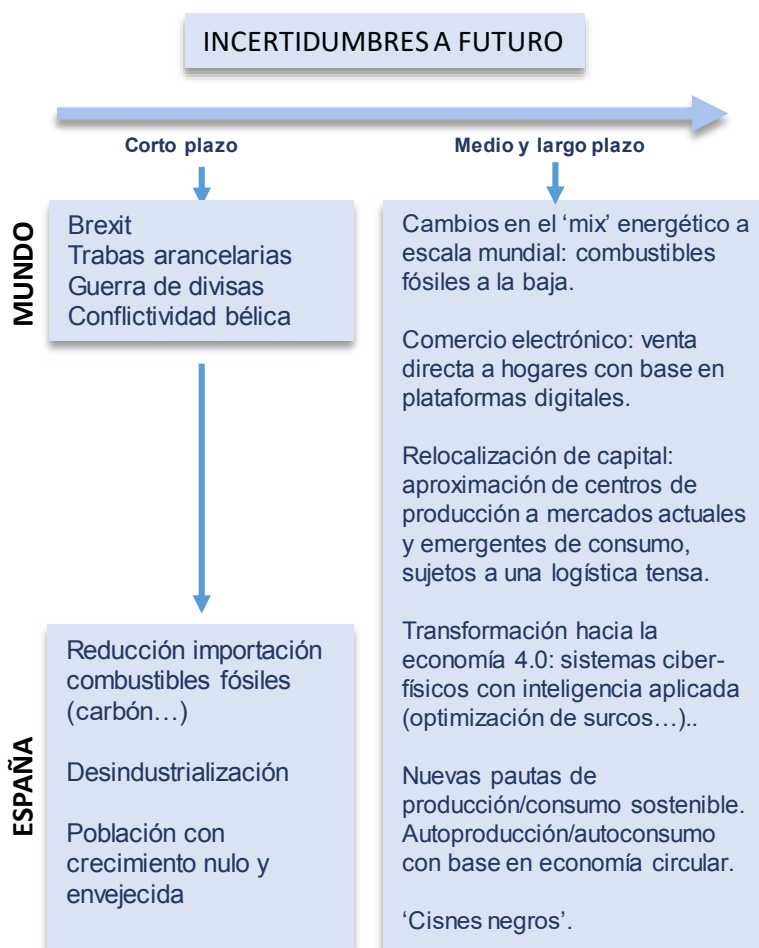 INCERTIDUMBRES A FUTURO
Corto plazo
Medio y largo plazo
MUNDO
Brexit
Trabas arancelarias
Guerra de divisas
Conflictividad bélica
ESPAÑA
Reducción importación
combustibles fósiles
(carbón…)
Desindustrialización
Población con
crecimiento nulo y
envejecida
Cambios en el ‘mix’ energético a
escala mundial: combustibles
fósiles a la baja.
Comercio electrónico: venta
directa a hogares con base en
plataformas digitales.
Relocalización de capital:
aproximación de centros de
producción a mercados actuales
y emergentes de consumo,
sujetos a una logística tensa.
Transformación hacia la
economía 4.0: sistemas ciber-
físicos con inteligencia aplicada
(optimización de surcos…)..
Nuevas pautas de
producción/consumo sostenible.
Autoproducción/autoconsumo
con base en economía circular.
‘Cisnes negros’.